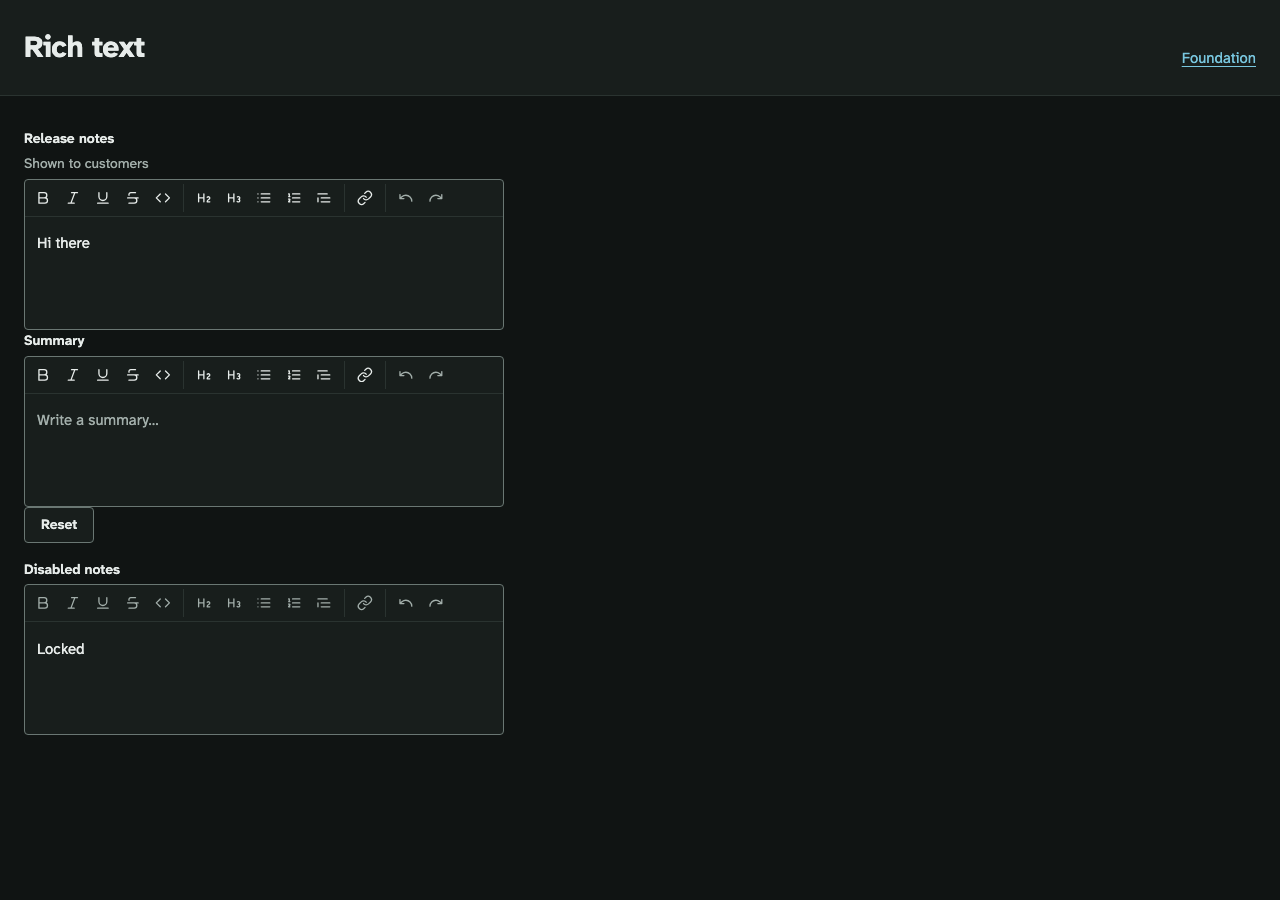 Rich text
Foundation
Release notes
Shown to customers
H2 H3
Hi there
Summary
H2 H3
Write a summary...
Reset
Disabled notes
H2 H3
Locked